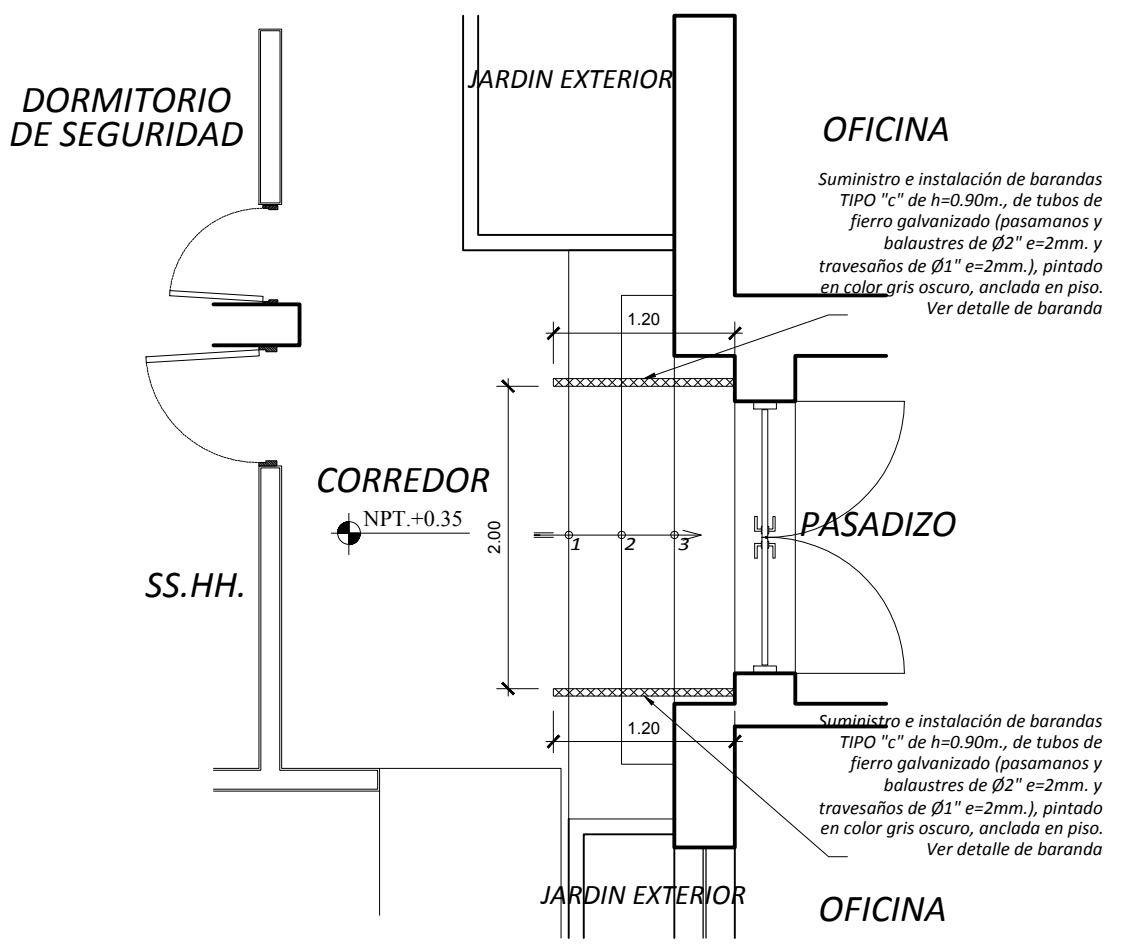 JARDIN EXTERIOR
DORMITORIO
DE SEGURIDAD
OFICINA
Suministro e instalación de barandas
TIPO "c" de h=0.90m., de tubos de
fierro galvanizado (pasamanos y
balaustres de Ø2" e=2mm. y
travesaños de Ø1" e=2mm.), pintado
en color gris oscuro, anclada en piso.
Ver detalle de baranda
1.20
CORREDOR
NPT.+0.35
2.00
1
2
3
PASADIZO
SS.HH.
1.20
Suministro e instalación de barandas
TIPO "c" de h=0.90m., de tubos de
fierro galvanizado (pasamanos y
balaustres de Ø2" e=2mm. y
travesaños de Ø1" e=2mm.), pintado
en color gris oscuro, anclada en piso.
Ver detalle de baranda
JARDIN EXTERIOR
OFICINA